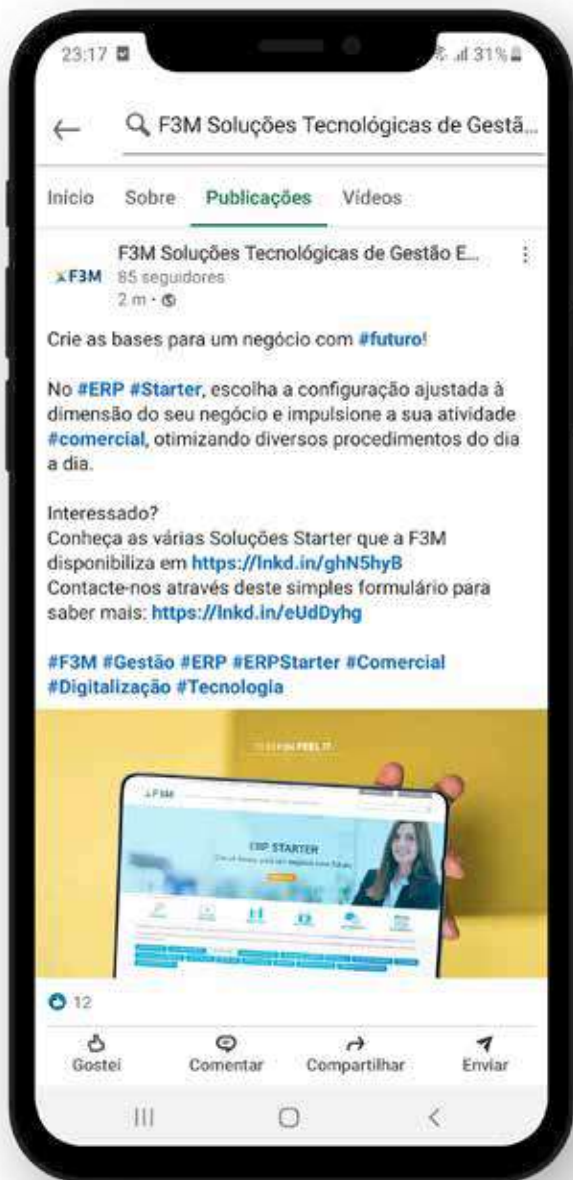 23:17
31%
F3M Soluções Tecnológicas de Gestã...
Início Sobre Publicações Vídeos
F3M Soluções Tecnológicas de Gestão E...
F3M
85 seguidores
2 m •
Crie as bases para um negócio com #futuro!
No #ERP #Starter, escolha a configuração ajustada à
dimensão do seu negócio e impulsione a sua atividade
#comercial, otimizando diversos procedimentos do dia
a dia.
Interessado?
Conheça as várias Soluções Starter que a F3M
disponibiliza em https://lnkd.in/ghN5hyB
Contacte-nos através deste simples formulário para
saber mais: https://lnkd.in/eUdDyhg
#F3M #Gestão #ERP #ERPStarter #Comercial
#Digitalização #Tecnologia
FEEL IT
F3M
ERP STARTER
12
Gostei Comentar Compartilhar Enviar